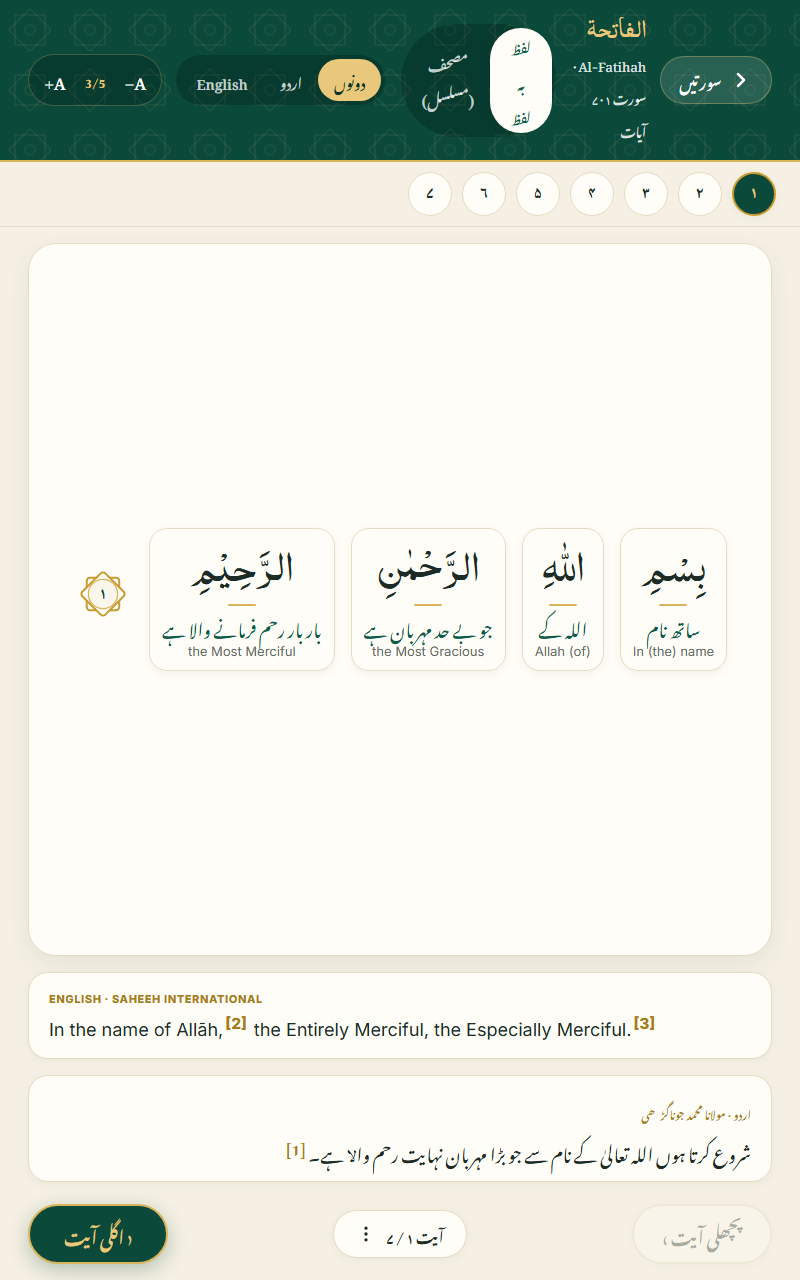 سورتیں
الفاتحة
Al-Fatihah ·
سورت ۱ · ۷
آیات
لفظ
بہ
لفظ
مصحف
(مسلسل)
دونوں
اردو
English
A−
3/5
A+
۱
۲
۳
۴
۵
۶
۷
بِسْمِ
ساتھ نام
In (the) name
اللّٰهِ
اللہ کے
Allah (of)
الرَّحْمٰنِ
جو بے حد مہربان ہے
the Most Gracious
الرَّحِیْمِ
بار بار رحم فرمانے والا ہے
the Most Merciful
۱
ENGLISH · SAHEEH INTERNATIONAL
In the name of Allāh,[2] the Entirely Merciful, the Especially Merciful.[3]
اردو · مولانا محمد جوناگڑھی
شروع کرتا ہوں اللہ تعالیٰ کے نام سے جو بڑا مہربان نہایت رحم والا ہے۔ [1]
پچھلی آیت ›
آیت ۱ / ۷
‹ اگلی آیت